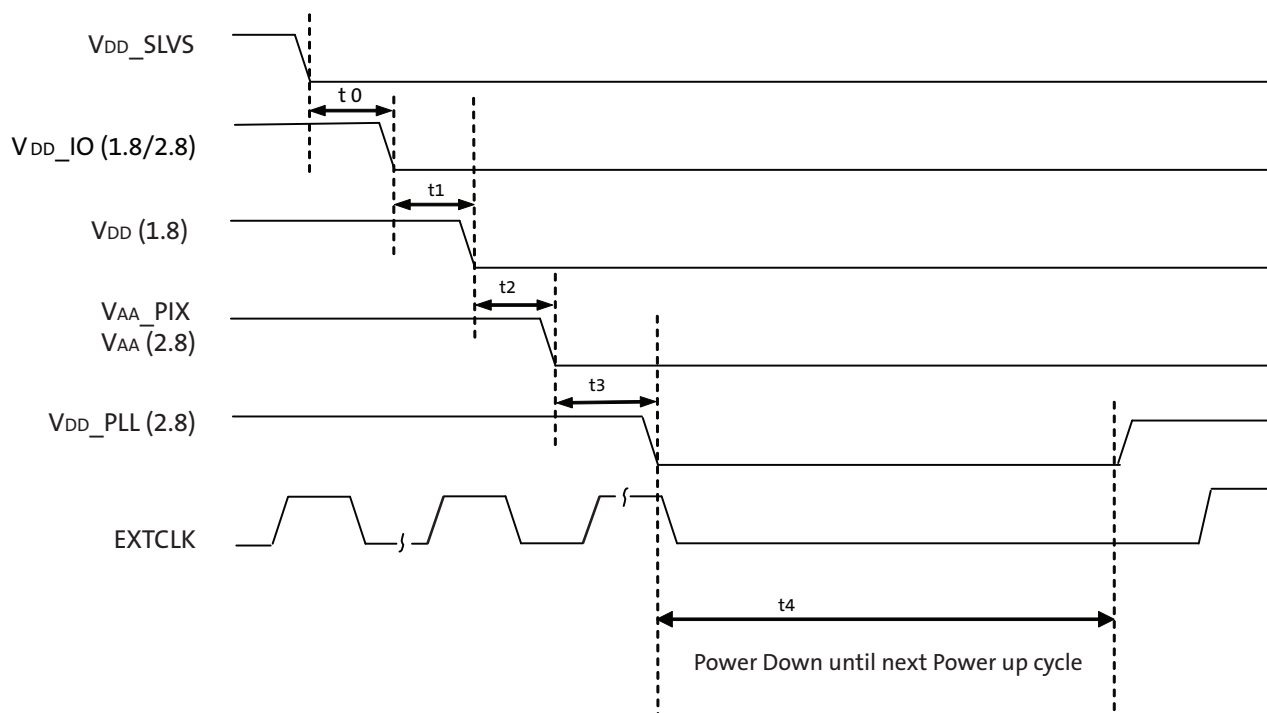 VDD_SLVS
t 0
VDD_IO (1.8/2.8)
t1
VDD (1.8)
t2
VAA_PIX
VAA (2.8)
t3
VDD_PLL (2.8)
EXTCLK
t4
Power Down until next Power up cycle